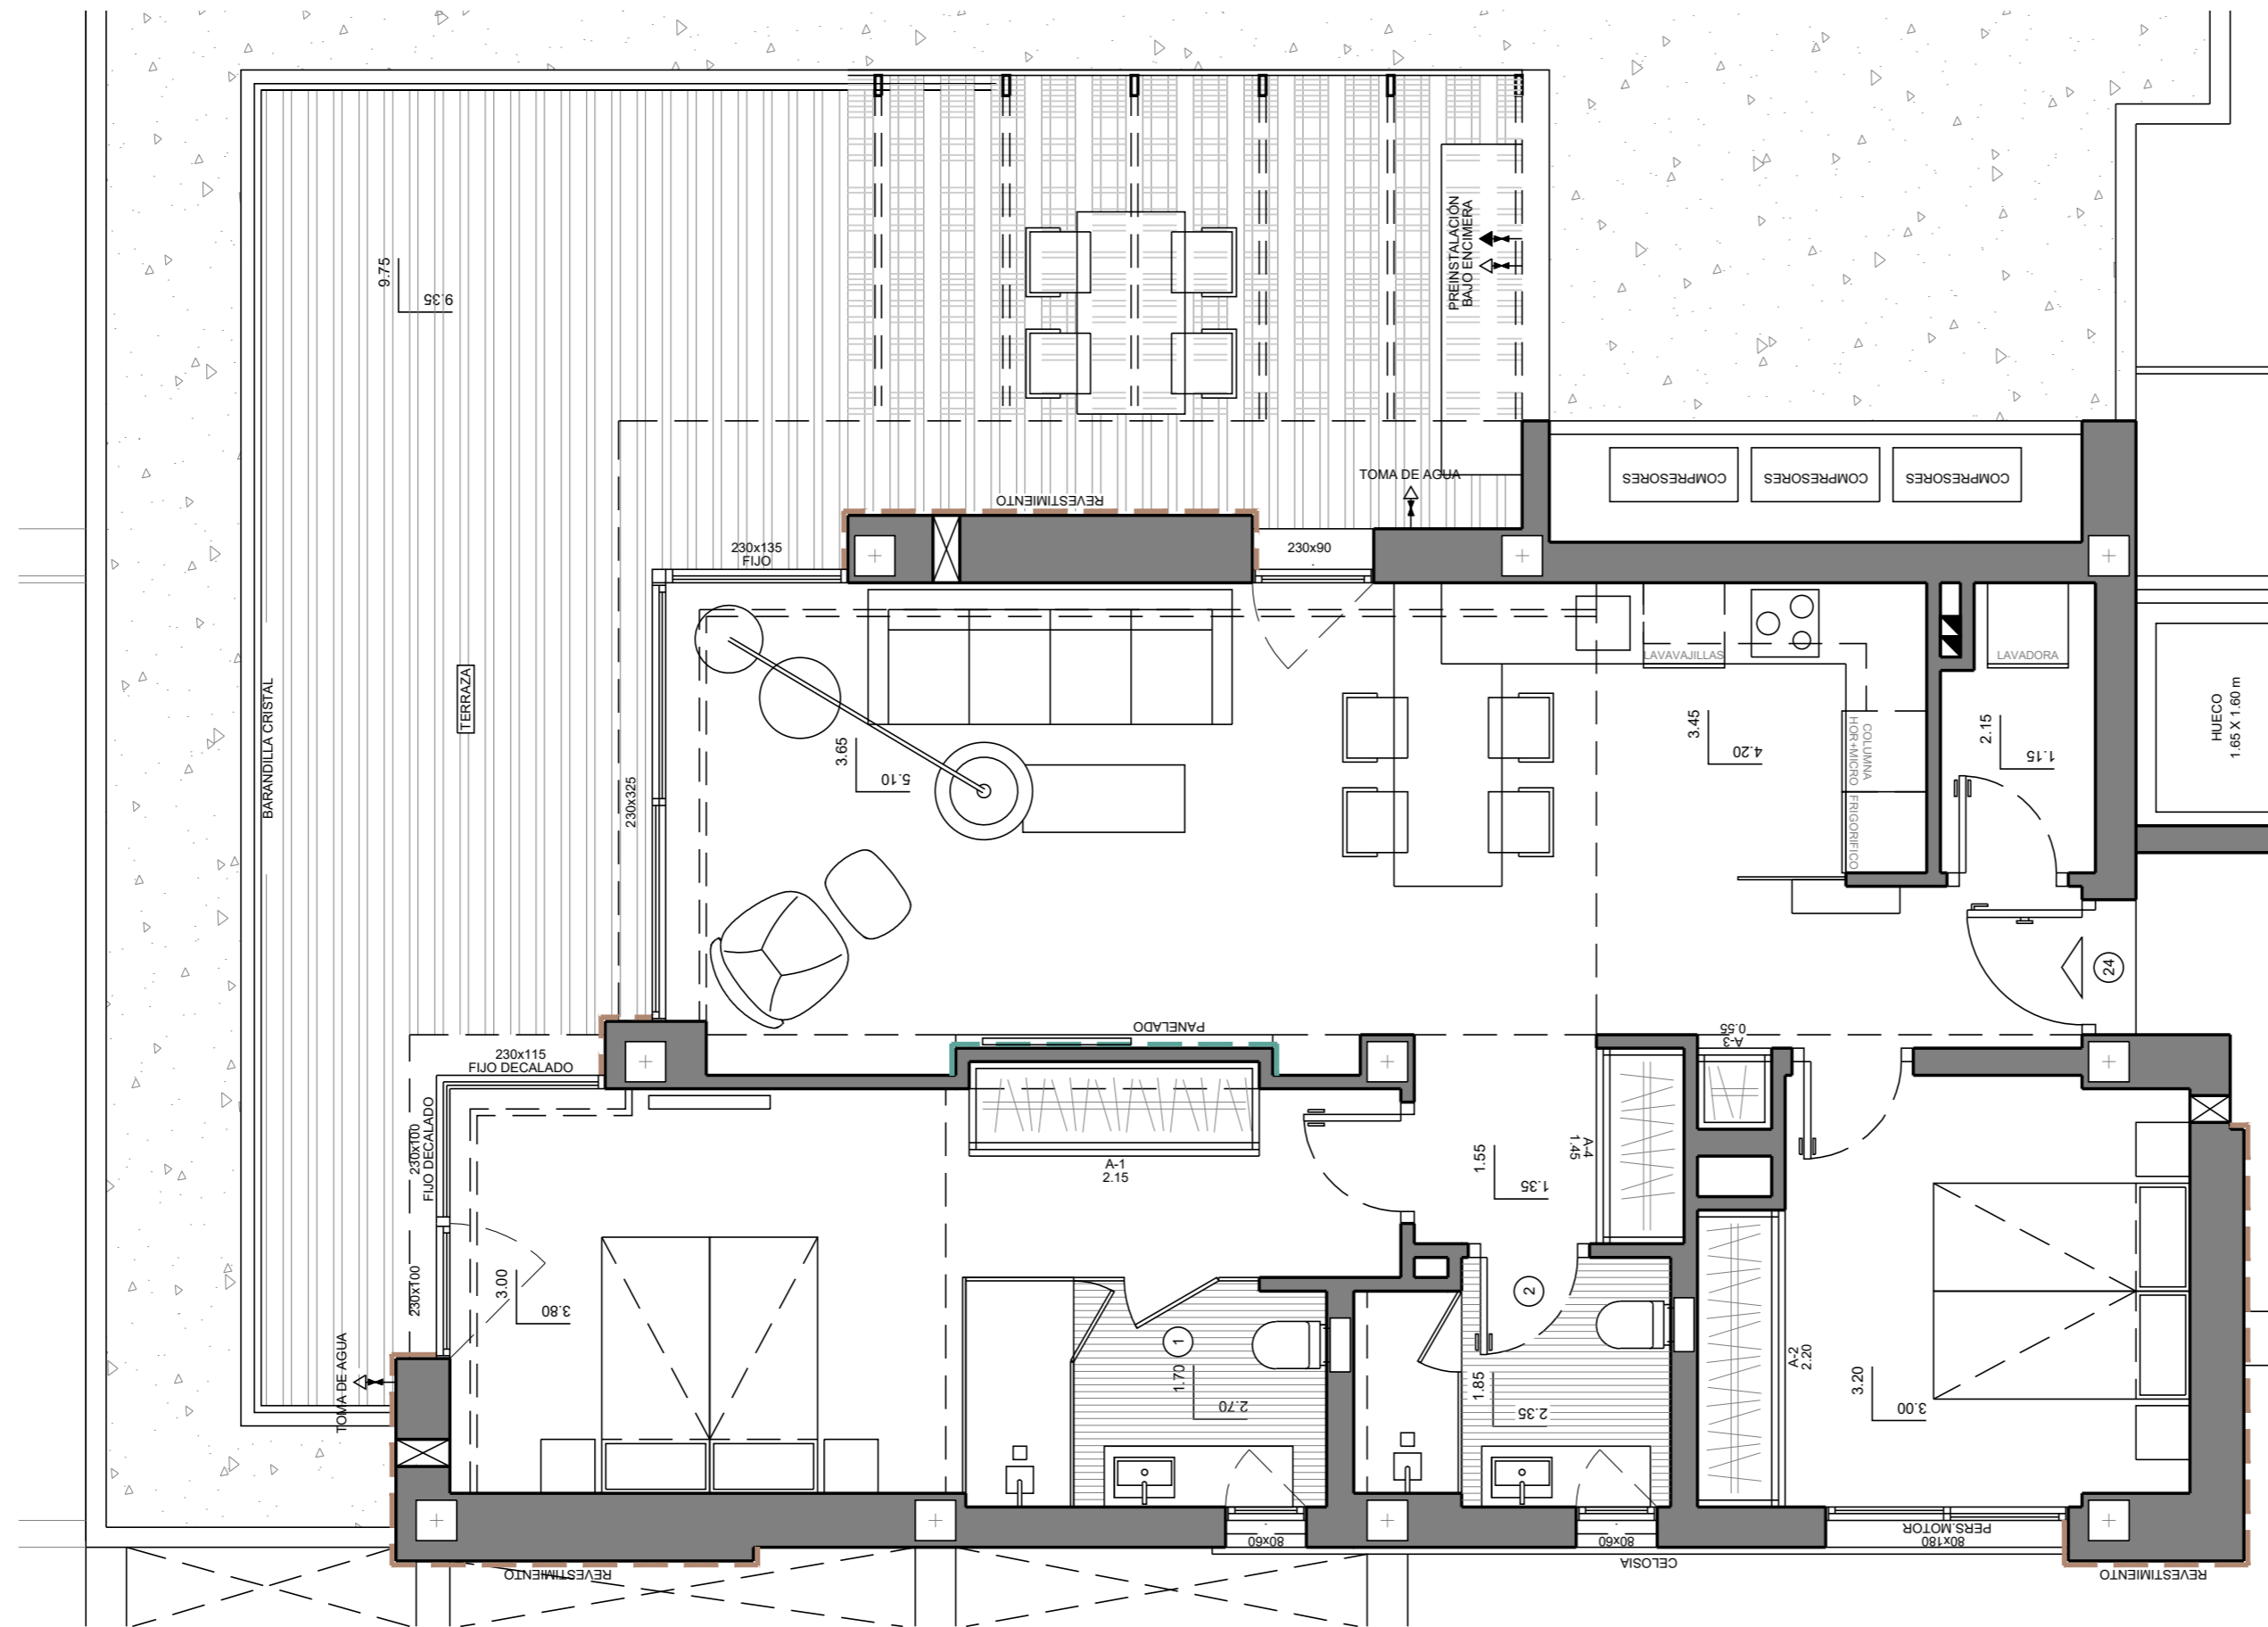 9.75
9.35
PREINSTALACIÓN
BAJO ENCIMERA
TOMA DE AGUA
COMPRESORES
COMPRESORES
COMPRESORES
REVESTIMIENTO
230x135
FIJO
230x90
BARANDILLA CRISTAL
TERRAZA
230x325
3.65
5.10
LAVAVAJILLAS
3.45
4.20
COLUMNA
HOR+MICRO
FRIGORIFICO
LAVADORA
2.15
1.15
HUECO
1.65 X 1.60 m
24
PANELADO
230x115
FIJO DECALADO
230x100
FIJO DECALADO
230x100
A-1
2.15
1.55
1.35
A-4
1.45
A-3
0.55
3.00
3.80
TOMA DE AGUA
1
1.70
2.70
2
1.85
2.35
A-2
2.20
3.20
3.00
80x60
80x60
PERS.MOTOR
80x180
REVESTIMIENTO
CELOSIA
REVESTIMIENTO